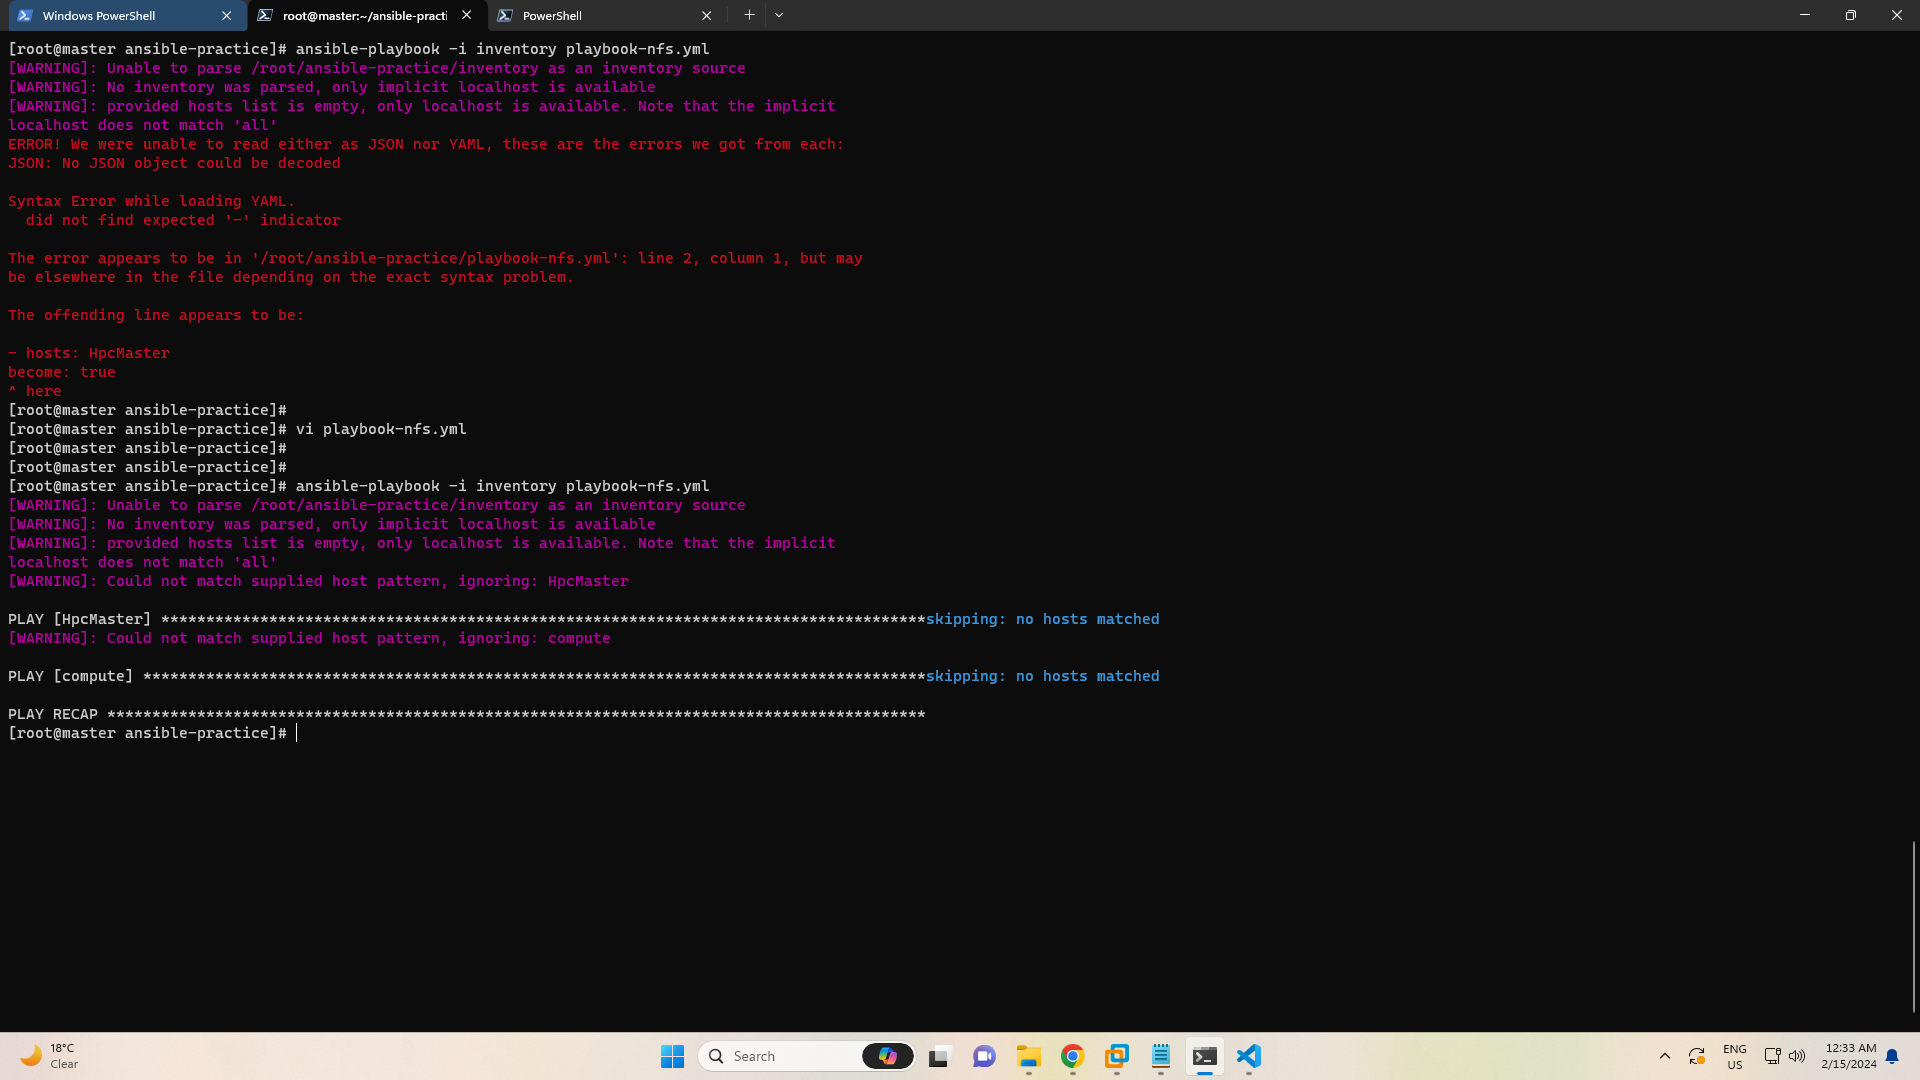 Windows PowerShell
root@master:~/ansible-practi
PowerShell
[root@master ansible-practice]# ansible-playbook -i inventory playbook-nfs.yml
[WARNING]: Unable to parse /root/ansible-practice/inventory as an inventory source
[WARNING]: No inventory was parsed, only implicit localhost is available
[WARNING]: provided hosts list is empty, only localhost is available. Note that the implicit
localhost does not match 'all'
ERROR! We were unable to read either as JSON nor YAML, these are the errors we got from each:
JSON: No JSON object could be decoded
Syntax Error while loading YAML.
did not find expected '-' indicator
The error appears to be in '/root/ansible-practice/playbook-nfs.yml': line 2, column 1, but may
be elsewhere in the file depending on the exact syntax problem.
The offending line appears to be:
- hosts: HpcMaster
become: true
^ here
[root@master ansible-practice]#
[root@master ansible-practice]# vi playbook-nfs.yml
[root@master ansible-practice]#
[root@master ansible-practice]#
[root@master ansible-practice]# ansible-playbook -i inventory playbook-nfs.yml
[WARNING]: Unable to parse /root/ansible-practice/inventory as an inventory source
[WARNING]: No inventory was parsed, only implicit localhost is available
[WARNING]: provided hosts list is empty, only localhost is available. Note that the implicit
localhost does not match 'all'
[WARNING]: Could not match supplied host pattern, ignoring: HpcMaster
PLAY [HpcMaster] *************************************************************************************skipping: no hosts matched
[WARNING]: Could not match supplied host pattern, ignoring: compute
PLAY [compute] ***************************************************************************************skipping: no hosts matched
PLAY RECAP *******************************************************************************************
[root@master ansible-practice]#
18°C
Clear
Search
ENG
US
12:33 AM
2/15/2024